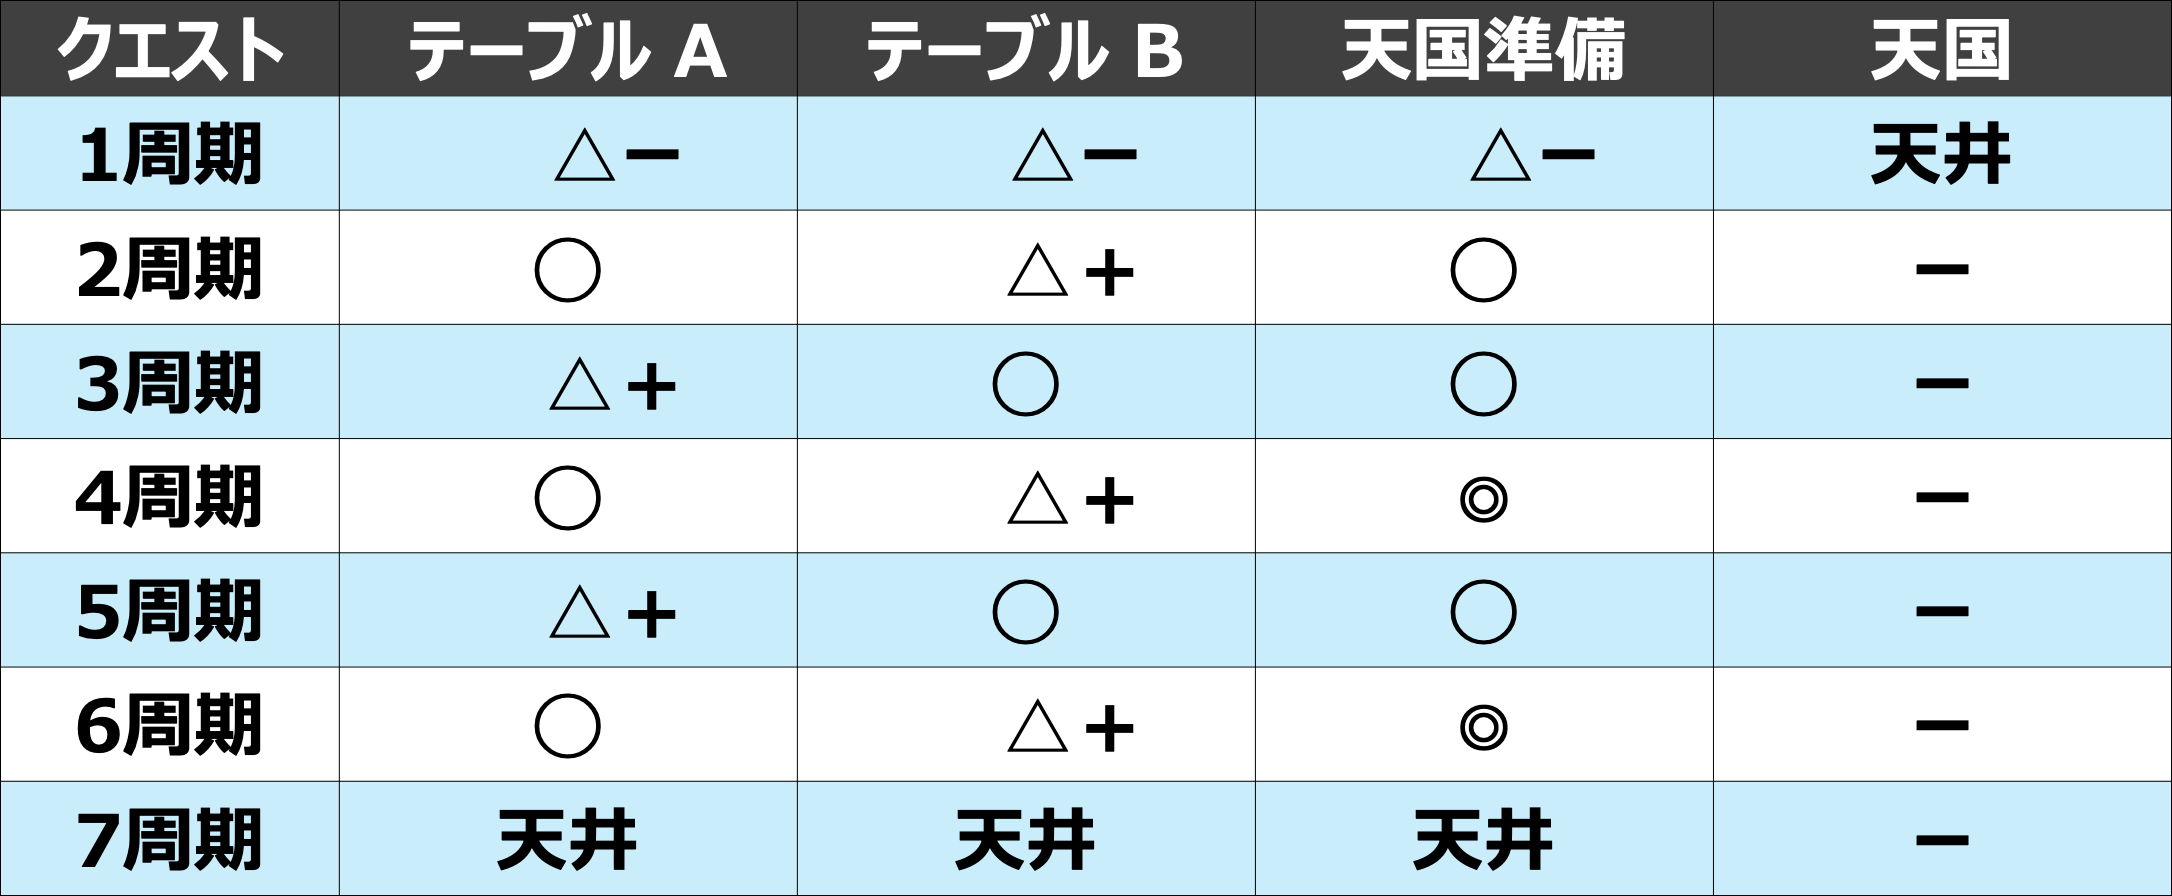 クエスト テーブル A テーブル B 天国準備 天国
1周期 △− △− △− 天井
2周期 ○ △+ ○ −
3周期 △+ ○ ○ −
4周期 ○ △+ ◎ −
5周期 △+ ○ ○ −
6周期 ○ △+ ◎ −
7周期 天井 天井 天井 −